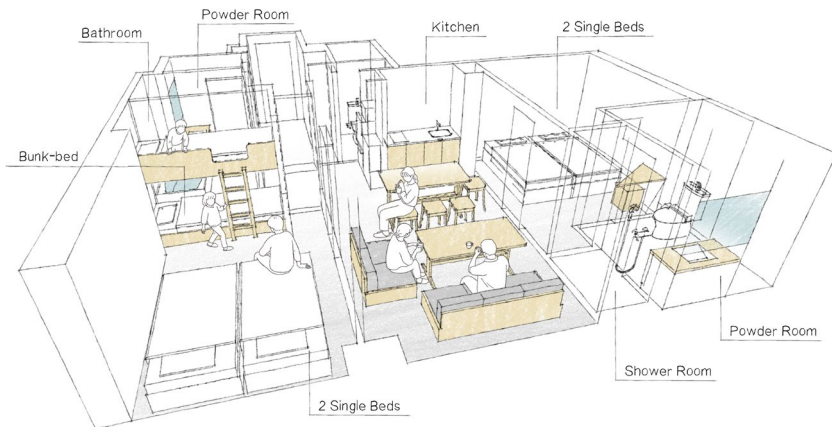 Powder Room
Bathroom
Kitchen
2 Single Beds
Bunk-bed
Powder Room
Shower Room
2 Single Beds